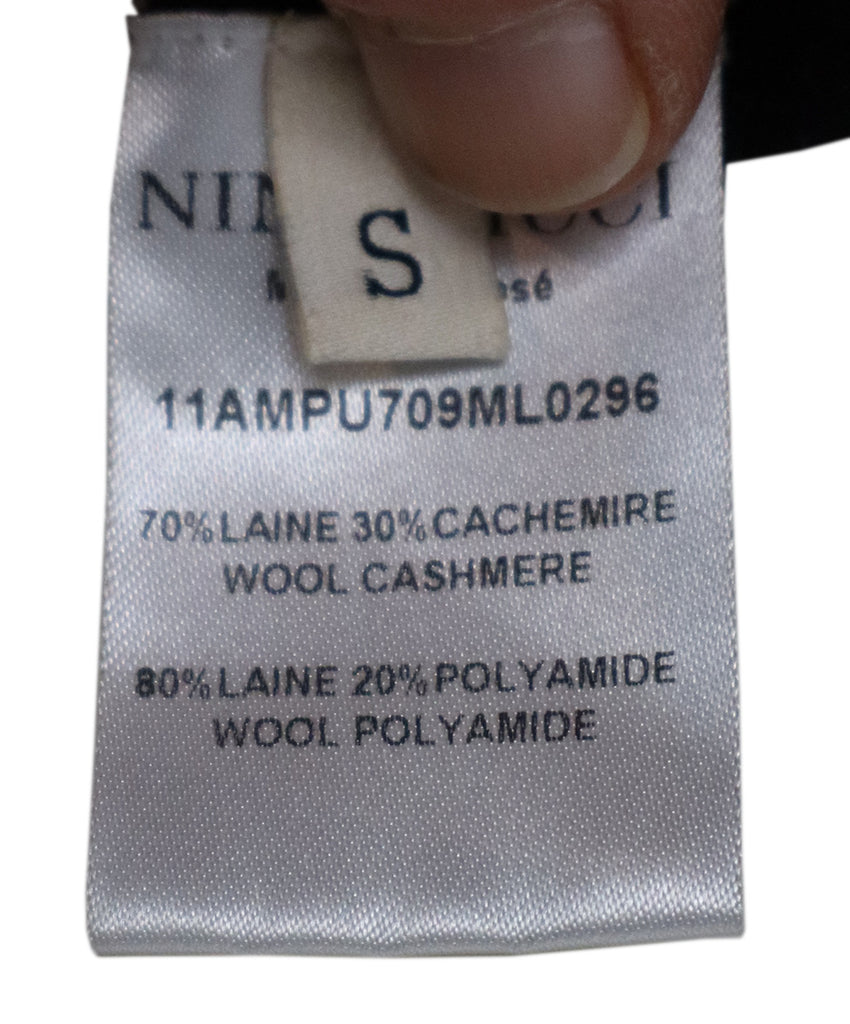 S
11AMPU709ML0296
70% LAINE 30% CACHEMIRE
WOOL CASHMERE
80% LAINE 20% POLYAMIDE
WOOL POLYAMIDE